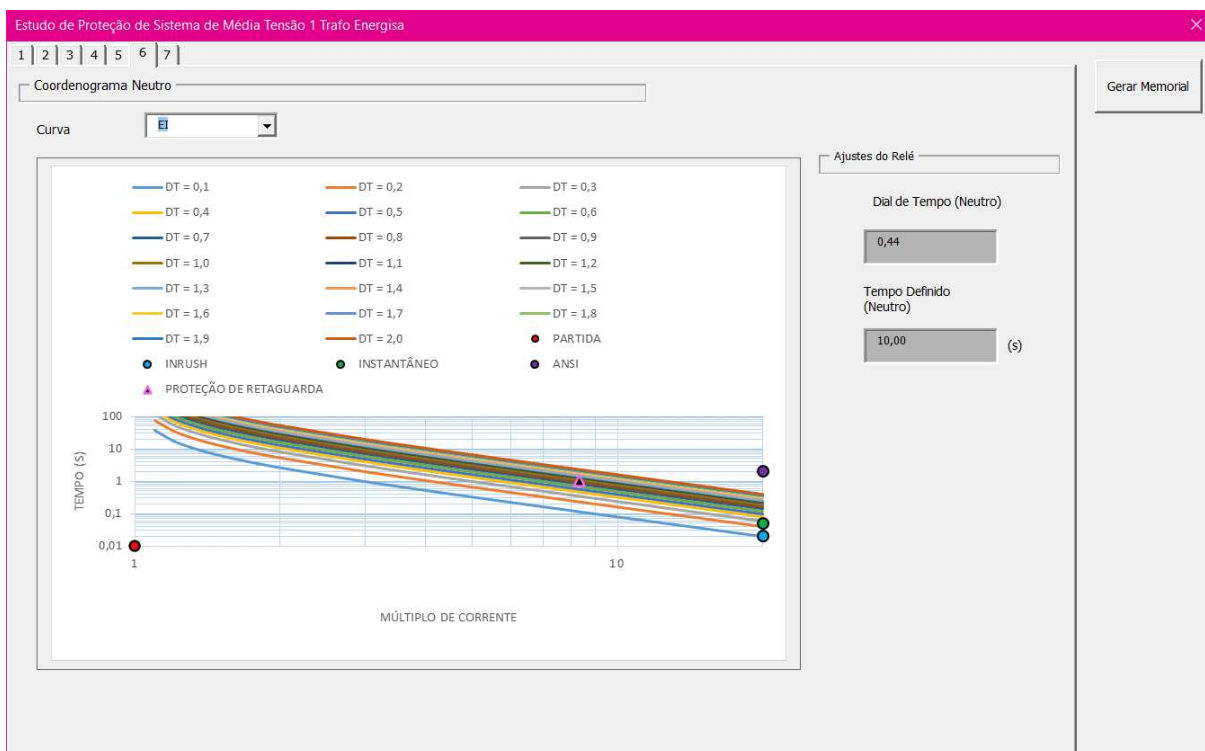 Estudo de Proteção de Sistema de Média Tensão 1 Trafo Energisa
1 2 3 4 5 6 7
Gerar Memorial
Coordenograma Neutro
Curva EI
DT = 0,1 DT = 0,2 DT = 0,3
DT = 0,4 DT = 0,5 DT = 0,6
DT = 0,7 DT = 0,8 DT = 0,9
DT = 1,0 DT = 1,1 DT = 1,2
DT = 1,3 DT = 1,4 DT = 1,5
DT = 1,6 DT = 1,7 DT = 1,8
DT = 1,9 DT = 2,0 PARTIDA
INRUSH INSTANTÂNEO ANSI
PROTEÇÃO DE RETAGUARDA
TEMPO (S)
100
10
1
0,1
0,01
1 10
MÚLTIPLO DE CORRENTE
Ajustes do Relé
Dial de Tempo (Neutro)
0,44
Tempo Definido
(Neutro)
10,00 (s)